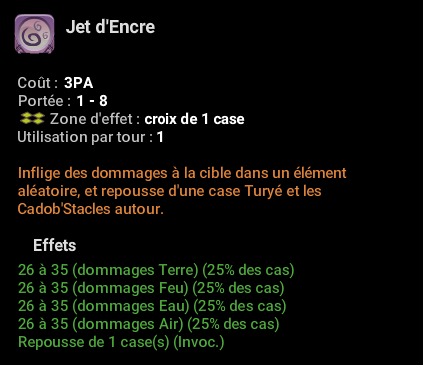 Jet d'Encre
Coût : 3PA
Portée : 1 - 8
Zone d'effet : croix de 1 case
Utilisation par tour : 1
Inflige des dommages à la cible dans un élément
aléatoire, et repousse d'une case Turyé et les
Cadob'Stacles autour.
Effets
26 à 35 (dommages Terre) (25% des cas)
26 à 35 (dommages Feu) (25% des cas)
26 à 35 (dommages Eau) (25% des cas)
26 à 35 (dommages Air) (25% des cas)
Repousse de 1 case(s) (Invoc.)